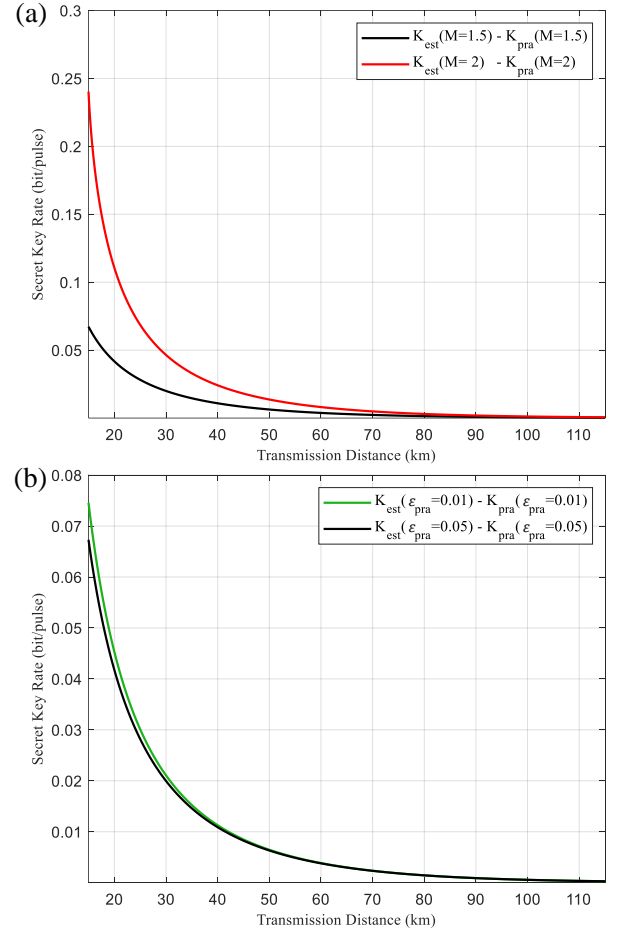 (a)
0.3
0.25
0.2
0.15
0.1
0.05
Secret Key Rate (bit/pulse)
K_est(M=1.5) - K_pra(M=1.5)
K_est(M= 2) - K_pra(M=2)
20 30 40 50 60 70 80 90 100 110
Transmission Distance (km)
(b)
0.08
0.07
0.06
0.05
0.04
0.03
0.02
0.01
Secret Key Rate (bit/pulse)
K_est(ε_pra=0.01) - K_pra(ε_pra=0.01)
K_est(ε_pra=0.05) - K_pra(ε_pra=0.05)
20 30 40 50 60 70 80 90 100 110
Transmission Distance (km)